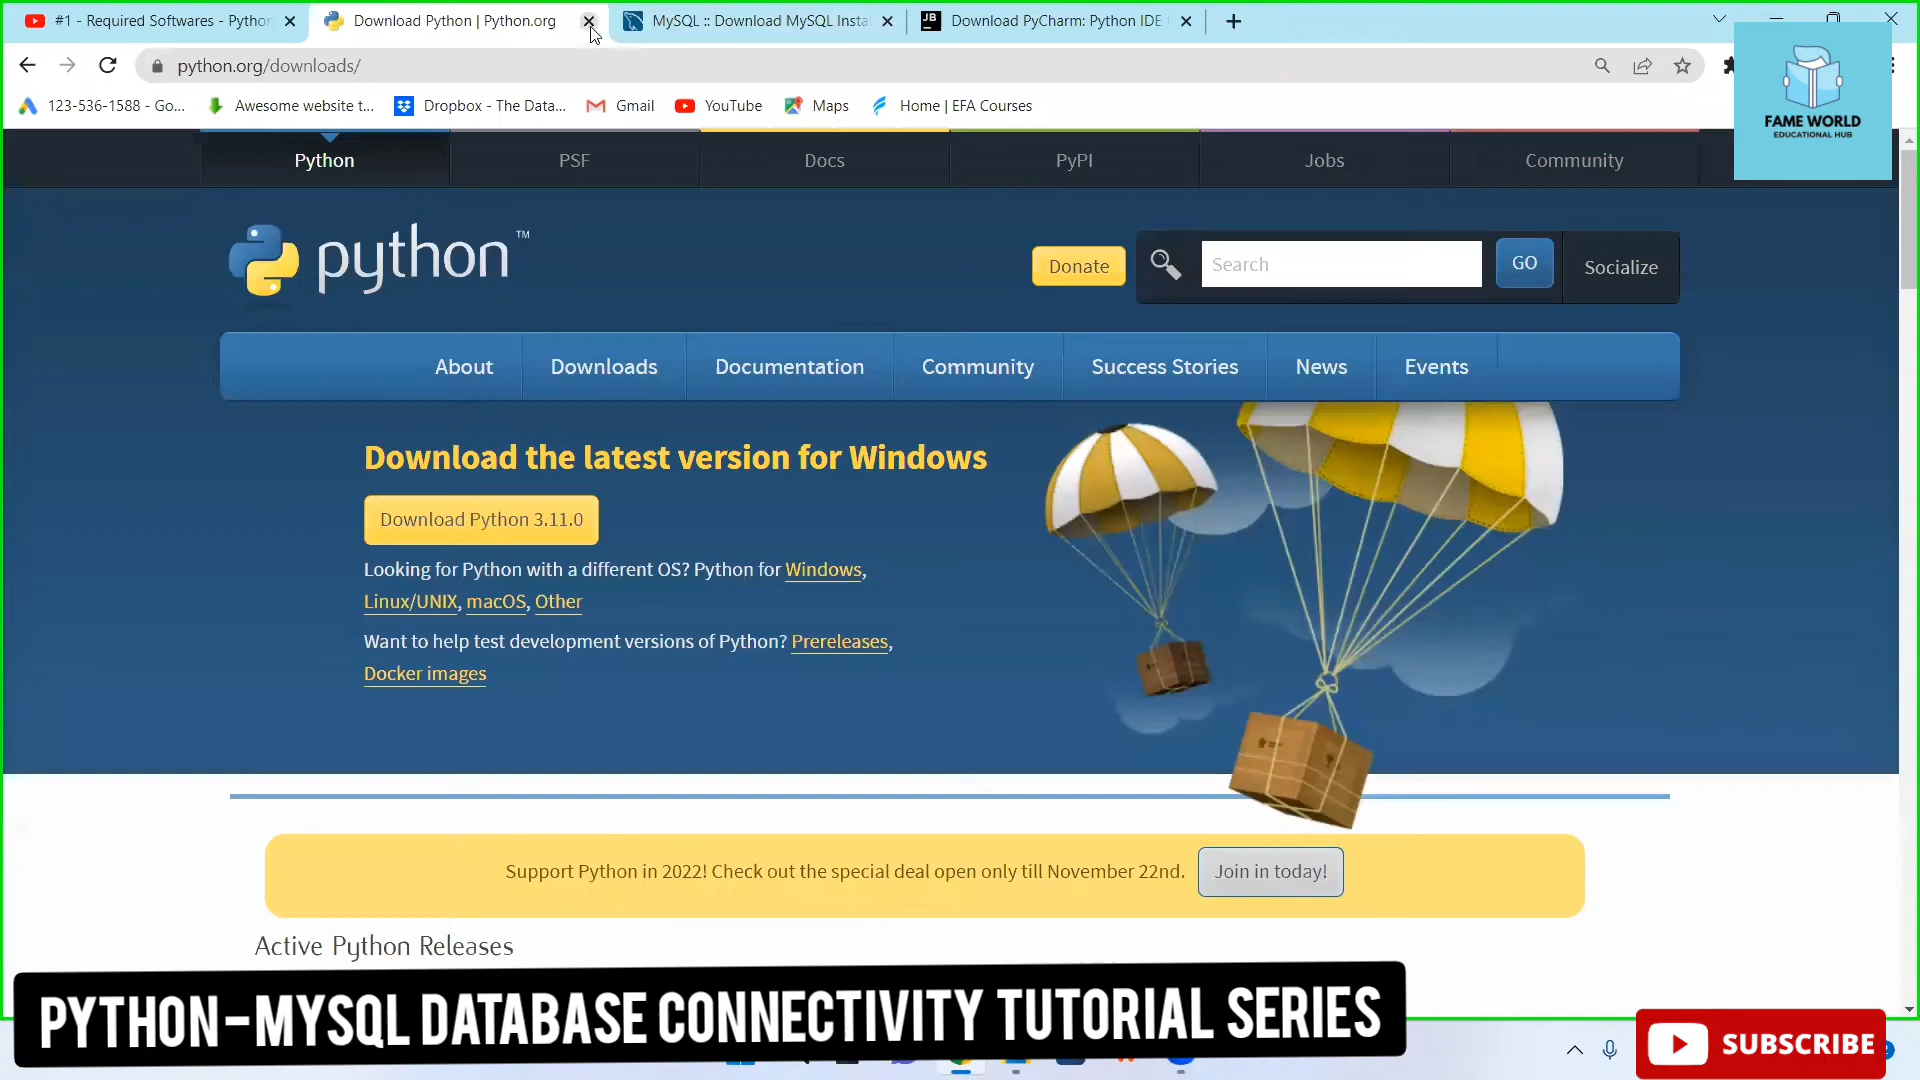 #1 - Required Softwares - Pythor
Download Python | Python.org
MySQL :: Download MySQL Insta
JB
Download PyCharm: Python IDE
python.org/downloads/
123-536-1588 - Go...
Awesome website t...
Dropbox - The Data...
Gmail
YouTube
Maps
Home | EFA Courses
FAME WORLD
EDUCATIONAL HUB
Python
PSF
Docs
PyPI
Jobs
Community
python™
Donate
Search
GO
Socialize
About
Downloads
Documentation
Community
Success Stories
News
Events
Download the latest version for Windows
Download Python 3.11.0
Looking for Python with a different OS? Python for Windows,
Linux/UNIX, macOS, Other
Want to help test development versions of Python? Prereleases,
Docker images
Support Python in 2022! Check out the special deal open only till November 22nd.
Join in today!
Active Python Releases
PYTHON-MYSQL DATABASE CONNECTIVITY TUTORIAL SERIES
SUBSCRIBE